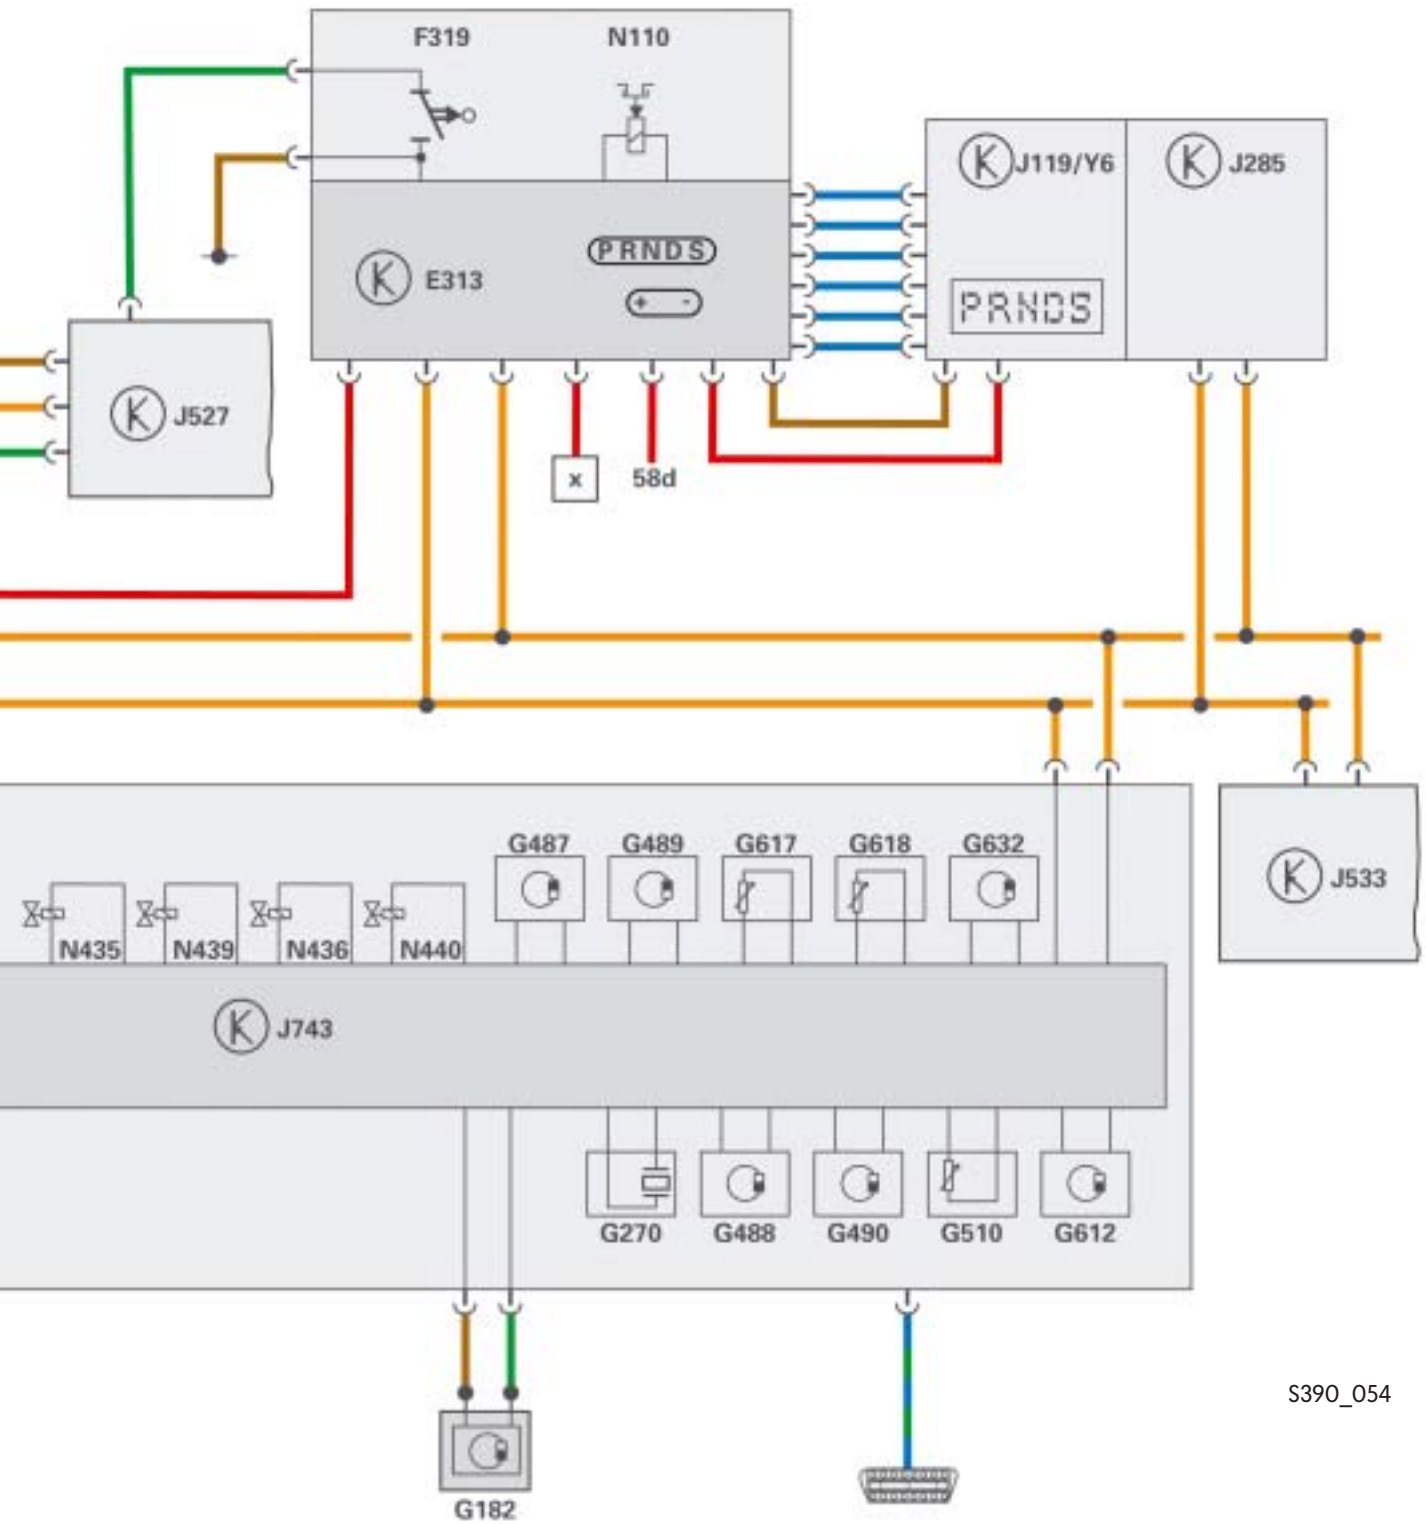 F319 N110
J119/Y6 J285
PRNDS
E313
+ -
PRNDS
J527
x 58d
G487 G489 G617 G618 G632
J533
N435 N439 N436 N440
J743
G270 G488 G490 G510 G612
S390_054
G182